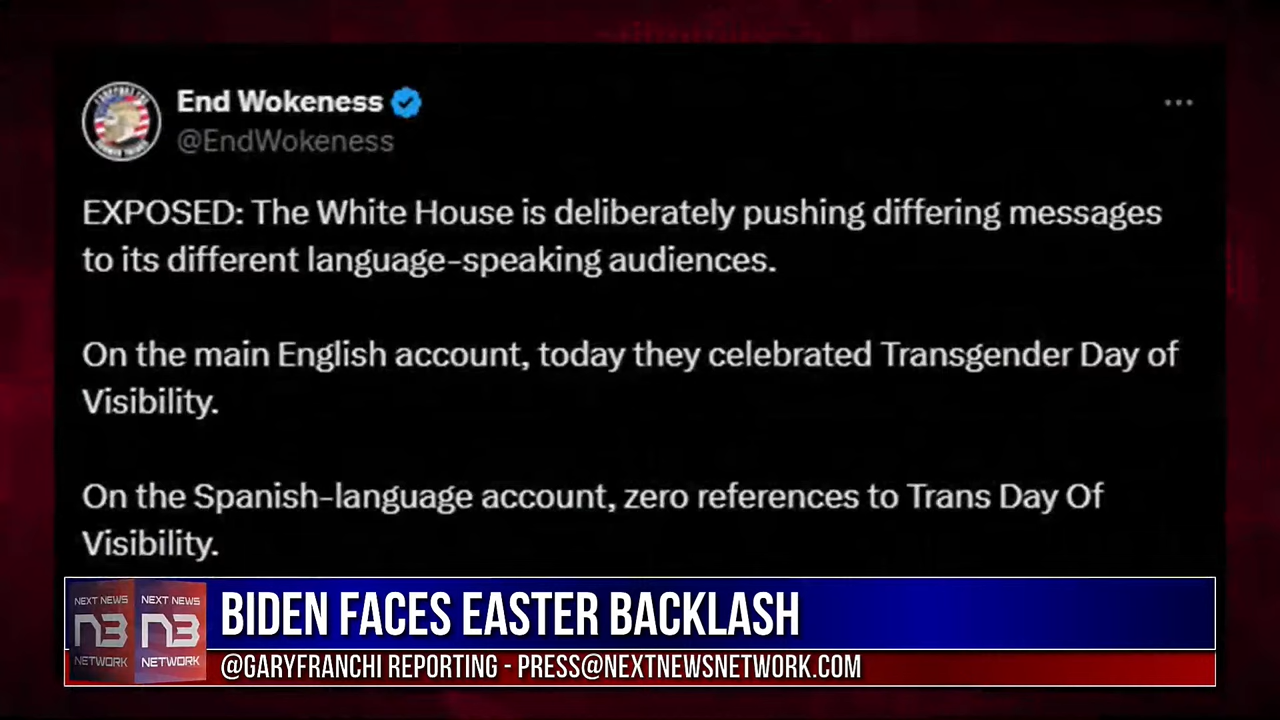 End Wokeness
@EndWokeness
EXPOSED: The White House is deliberately pushing differing messages
to its different language-speaking audiences.
On the main English account, today they celebrated Transgender Day of
Visibility.
On the Spanish-language account, zero references to Trans Day Of
Visibility.
NEXT NEWS NEXT NEWS
n3 n3
NETWORK NETWORK
BIDEN FACES EASTER BACKLASH
@GARYFRANCHI REPORTING - PRESS@NEXTNEWSNETWORK.COM